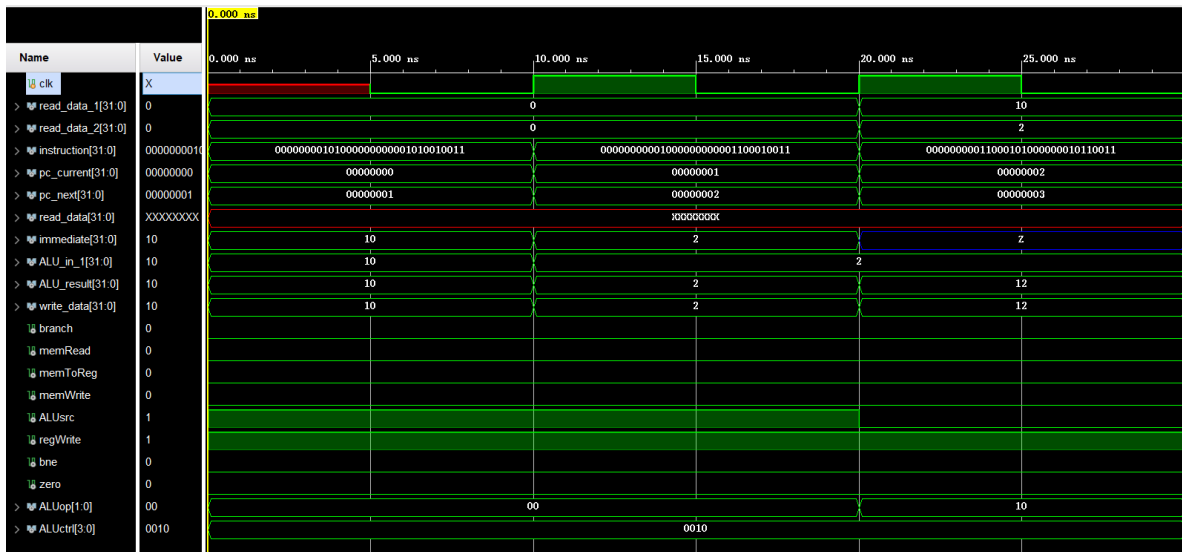 0.000 ns
Name Value 0.000 ns 5.000 ns 10.000 ns 15.000 ns 20.000 ns 25.000 ns
clk X
read_data_1[31:0] 0 0 10
read_data_2[31:0] 0 0 2
instruction[31:0] 0000000010 00000000101000000000001010010011 00000000001000000000001100010011 00000000011000101000000010110011
pc_current[31:0] 00000000 00000000 00000001 00000002
pc_next[31:0] 00000001 00000001 00000002 00000003
read_data[31:0] XXXXXXXX XXXXXXXX
immediate[31:0] 10 10 2 Z
ALU_in_1[31:0] 10 10 2
ALU_result[31:0] 10 10 2 12
write_data[31:0] 10 10 2 12
branch 0
memRead 0
memToReg 0
memWrite 0
ALUsrc 1
regWrite 1
bne 0
zero 0
ALUop[1:0] 00 00 10
ALUctrl[3:0] 0010 0010